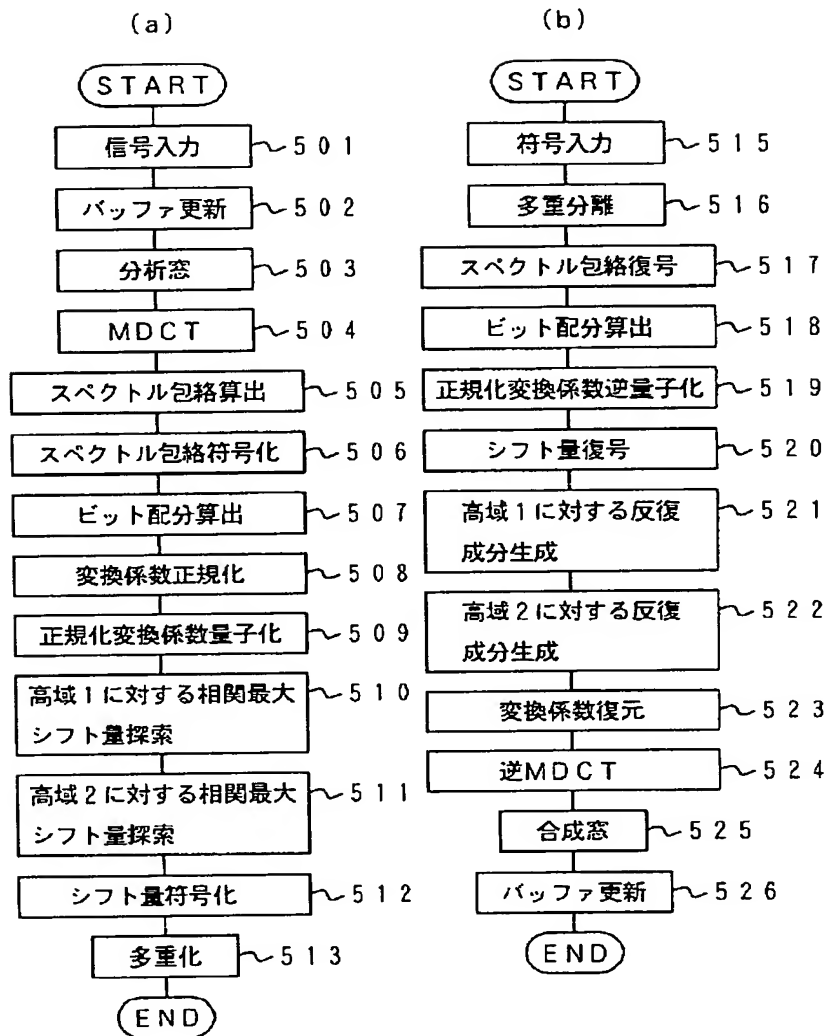 (a)
START
信号入力 501
バッファ更新 502
分析窓 503
MDCT 504
スペクトル包絡算出 505
スペクトル包絡符号化 506
ビット配分算出 507
変換係数正規化 508
正規化変換係数量子化 509
高域1に対する相関最大 510
シフト量探索
高域2に対する相関最大 511
シフト量探索
シフト量符号化 512
多重化 513
END
(b)
START
符号入力 515
多重分離 516
スペクトル包絡復号 517
ビット配分算出 518
正規化変換係数逆量子化 519
シフト量復号 520
高域1に対する反復 521
成分生成
高域2に対する反復 522
成分生成
変換係数復元 523
逆MDCT 524
合成窓 525
バッファ更新 526
END